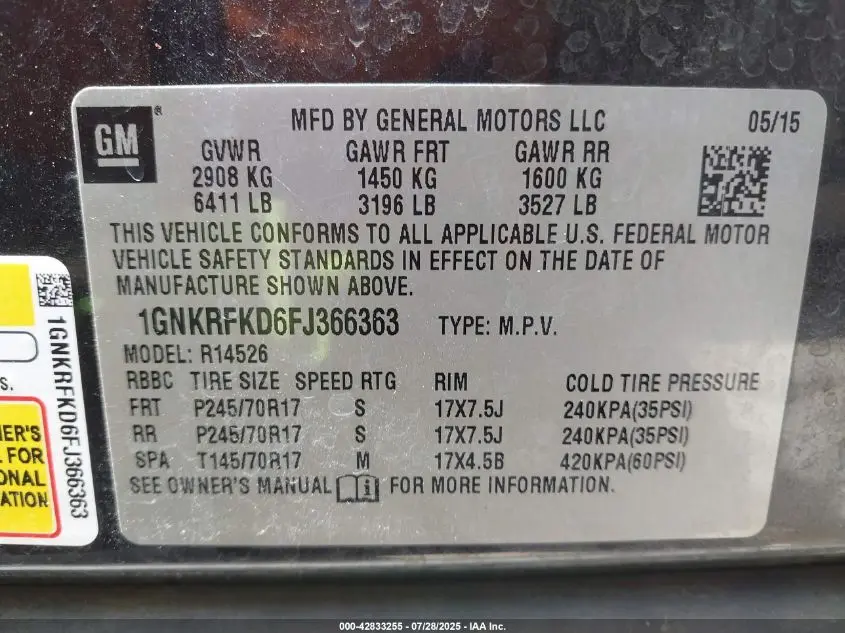 GM
®
MFD BY GENERAL MOTORS LLC 05/15
GVWR GAWR FRT GAWR RR
2908 KG 1450 KG 1600 KG
6411 LB 3196 LB 3527 LB
THIS VEHICLE CONFORMS TO ALL APPLICABLE U.S. FEDERAL MOTOR
VEHICLE SAFETY STANDARDS IN EFFECT ON THE DATE OF
MANUFACTURE SHOWN ABOVE.
1GNKRFKD6FJ366363 TYPE: M.P.V.
MODEL: R14526
RBBC TIRE SIZE SPEED RTG RIM COLD TIRE PRESSURE
FRT P245/70R17 S 17X7.5J 240KPA(35PSI)
RR P245/70R17 S 17X7.5J 240KPA(35PSI)
SPA T145/70R17 M 17X4.5B 420KPA(60PSI)
SEE OWNER'S MANUAL i FOR MORE INFORMATION.
1GNKRFKD6FJ366363
FOR
000-42833255 - 07/28/2025 - IAA Inc.